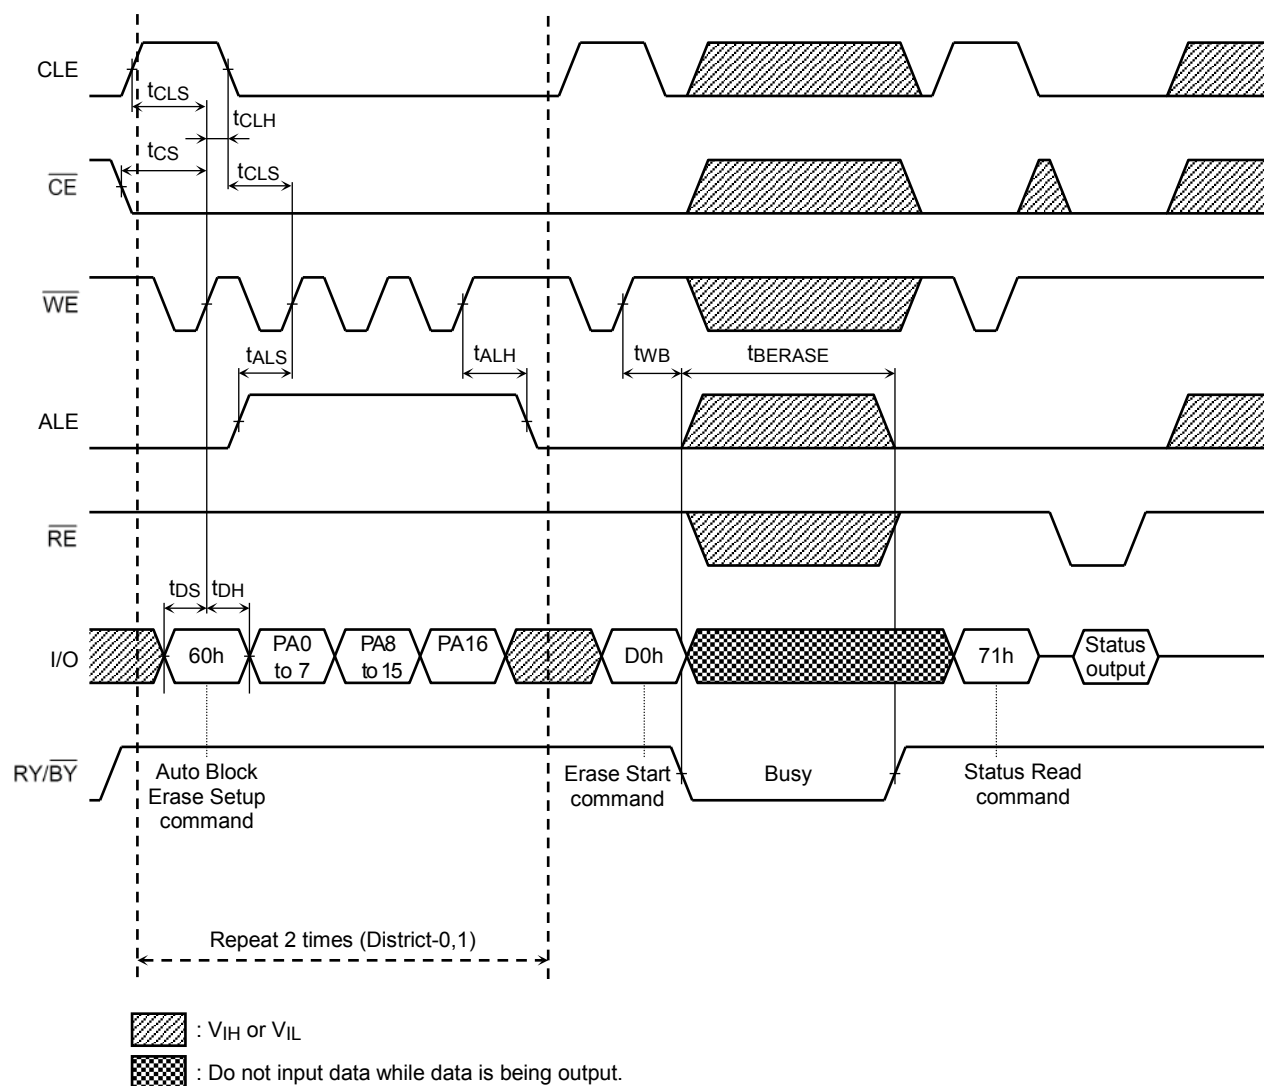 CLE
tCLS
tCLH
tCS
tCLS
CE
WE
tALS
tALH
tWB
tBERASE
ALE
RE
tDS
tDH
I/O
60h
PA0
to 7
PA8
to 15
PA16
D0h
71h
Status
output
RY/BY
Auto Block
Erase Setup
command
Erase Start
command
Busy
Status Read
command
Repeat 2 times (District-0,1)
: VIH or VIL
: Do not input data while data is being output.